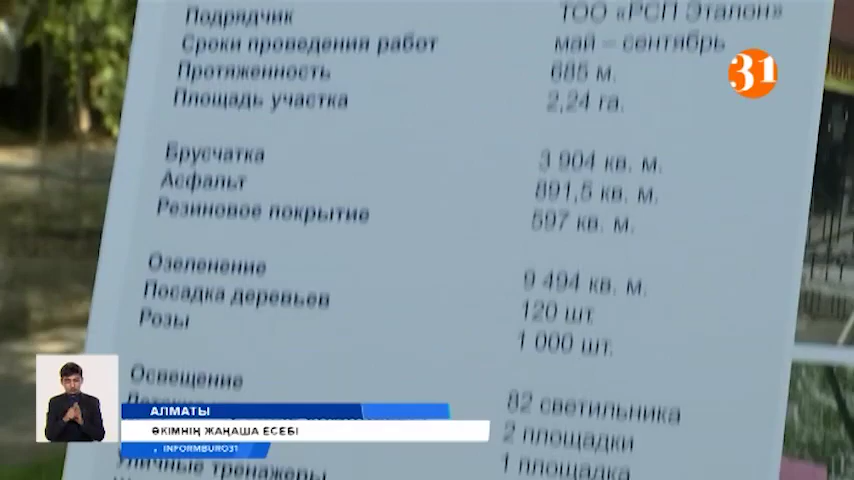 Подрядчик ТОО «РСП Эталон»
Сроки проведения работ май – сентябрь
Протяженность 685 м.
Площадь участка 2,24 га.
31
Брусчатка 3 904 кв. м.
Асфальт 891,5 кв. м.
Резиновое покрытие 597 кв. м.
Озеленение 9 494 кв. м.
Посадка деревьев 120 шт.
Розы 1 000 шт.
Освещение 82 светильника
2 площадки
Уличные тренажеры 1 площадка
АЛМАТЫ
ӘКІМНІҢ ЖАҢАША ЕСЕБІ
INFORMBURO31